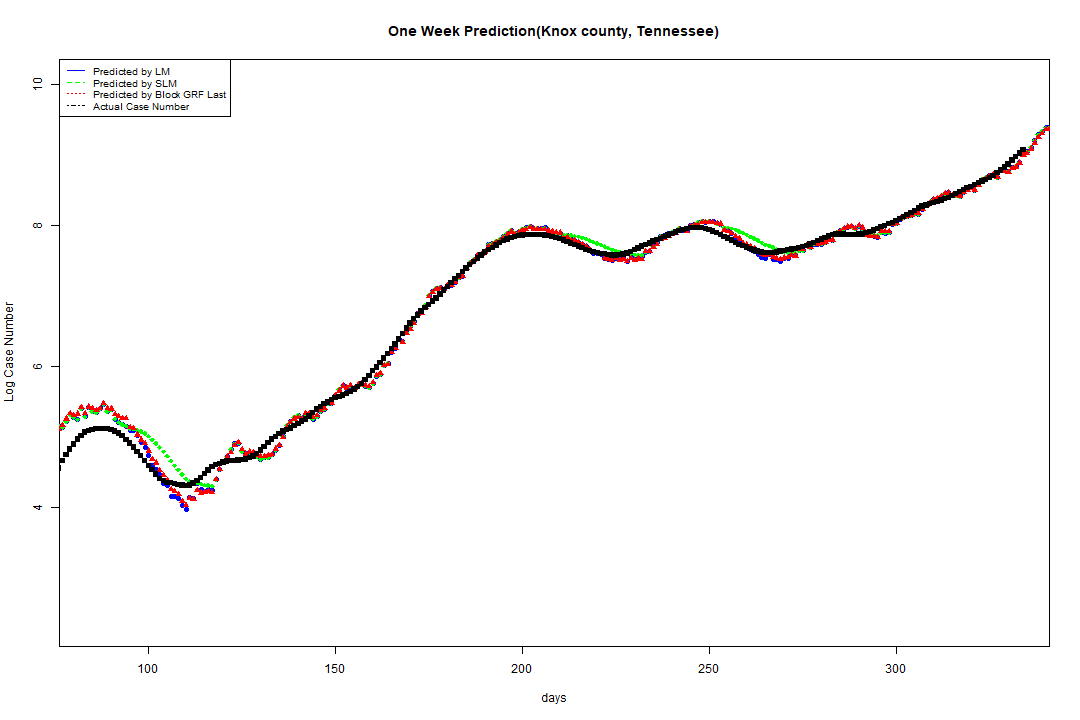 One Week Prediction(Knox county, Tennessee)
Predicted by LM
Predicted by SLM
Predicted by Block GRF Last
Actual Case Number
10
8
6
4
Log Case Number
100 150 200 250 300
days